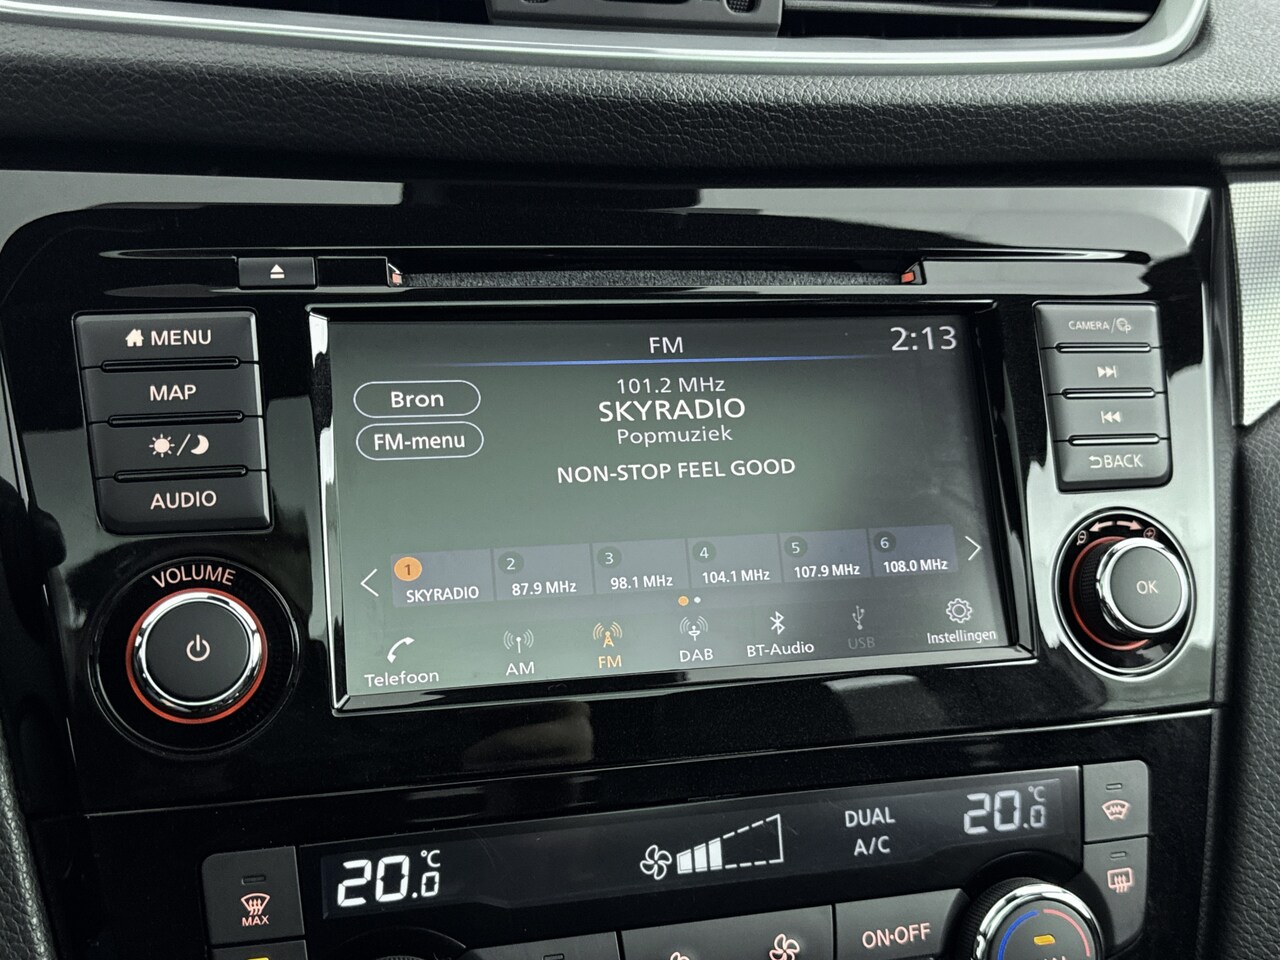 MENU
MAP
AUDIO
VOLUME
FM
2:13
Bron
FM-menu
101.2 MHz
SKYRADIO
Popmuziek
NON-STOP FEEL GOOD
1
SKYRADIO
2
87.9 MHz
3
98.1 MHz
4
104.1 MHz
5
107.9 MHz
6
108.0 MHz
Telefoon
AM
FM
DAB
BT-Audio
USB
Instellingen
CAMERA/
BACK
OK
20.0 °C
DUAL
A/C
20.0 °C
MAX
ON•OFF